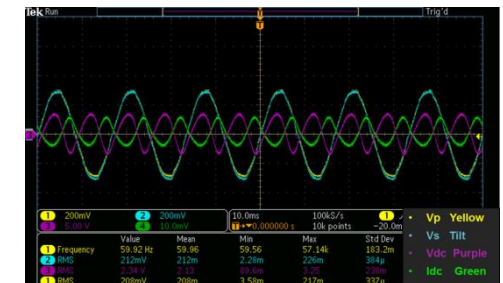 Tek Run Trig'd
T
T
1 200mV 2 200mV 10.0ms 100kS/s 1
3 5.00 V 4 10.0mV T→▼0.000000 s 10k points -20.0m
Value Mean Min Max Std Dev
1 Frequency 59.92 Hz 59.96 59.56 57.14k 183.2m
2 RMS 212mV 212m 2.28m 226m 384µ
3 RMS 2.34 V 2.13 89.6m 3.25 238m
1 RMS 208mV 208m 3.58m 217m 337µ
• Vp Yellow
• Vs Tilt
• Vdc Purple
• Idc Green